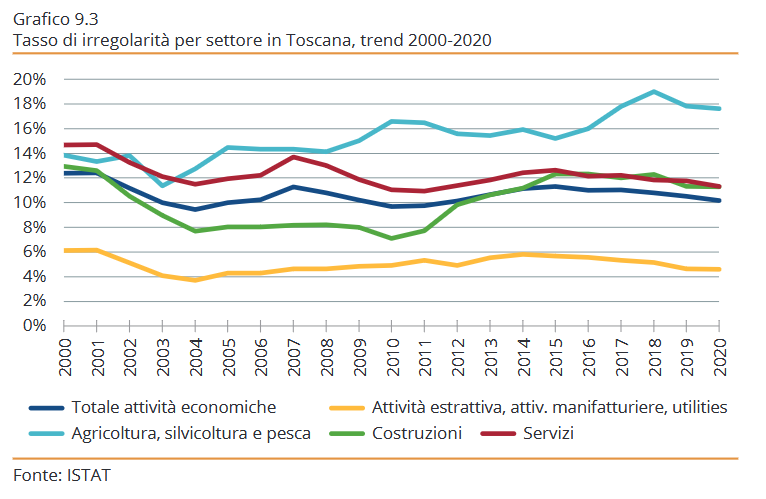 Grafico 9.3
Tasso di irregolarità per settore in Toscana, trend 2000-2020
20%
18%
16%
14%
12%
10%
8%
6%
4%
2%
0%
2000 2001 2002 2003 2004 2005 2006 2007 2008 2009 2010 2011 2012 2013 2014 2015 2016 2017 2018 2019 2020
Totale attività economiche Attività estrattiva, attiv. manifatturiere, utilities
Agricoltura, silvicoltura e pesca Costruzioni Servizi
Fonte: ISTAT